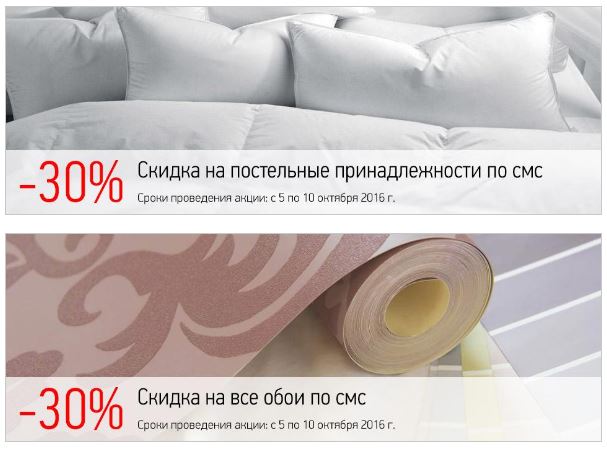 -30%
Скидка на постельные принадлежности по смс
Сроки проведения акции: с 5 по 10 октября 2016 г.
-30%
Скидка на все обои по смс
Сроки проведения акции: с 5 по 10 октября 2016 г.